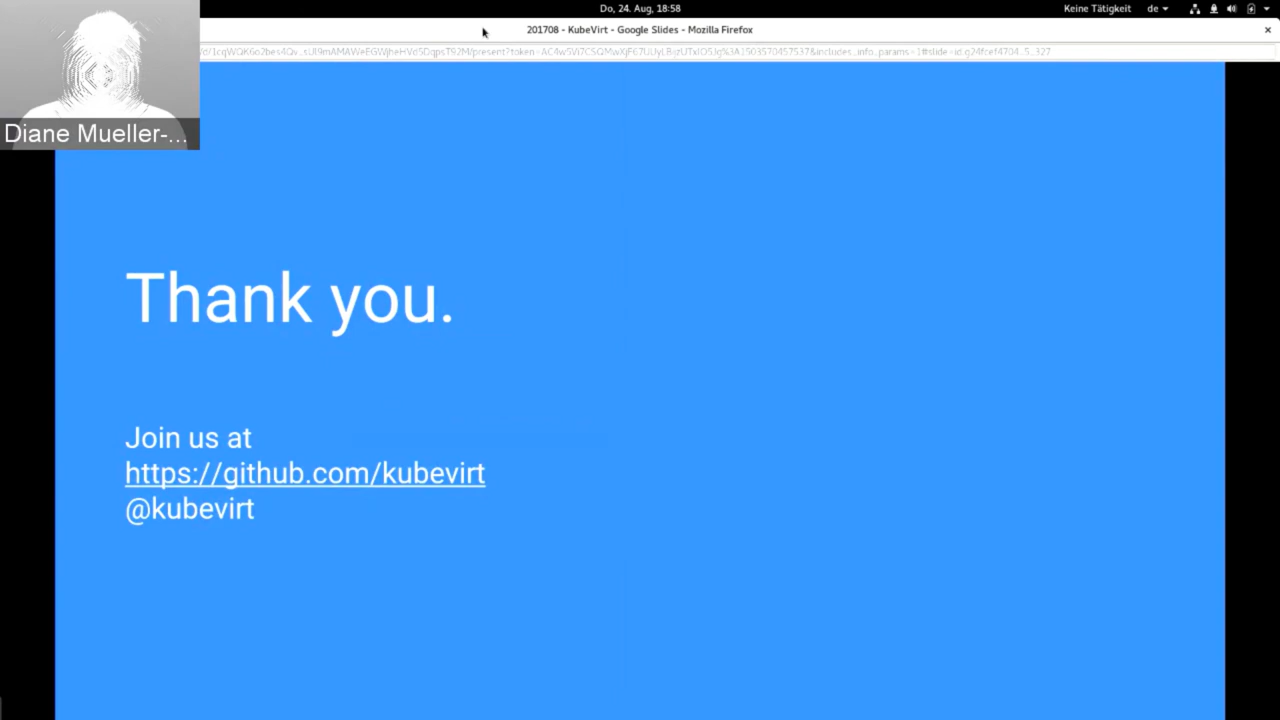 Do, 24. Aug, 18:58
Keine Tätigkeit
de
201708 - KubeVirt - Google Slides - Mozilla Firefox
Diane Mueller-...
Thank you.
Join us at
https://github.com/kubevirt
@kubevirt